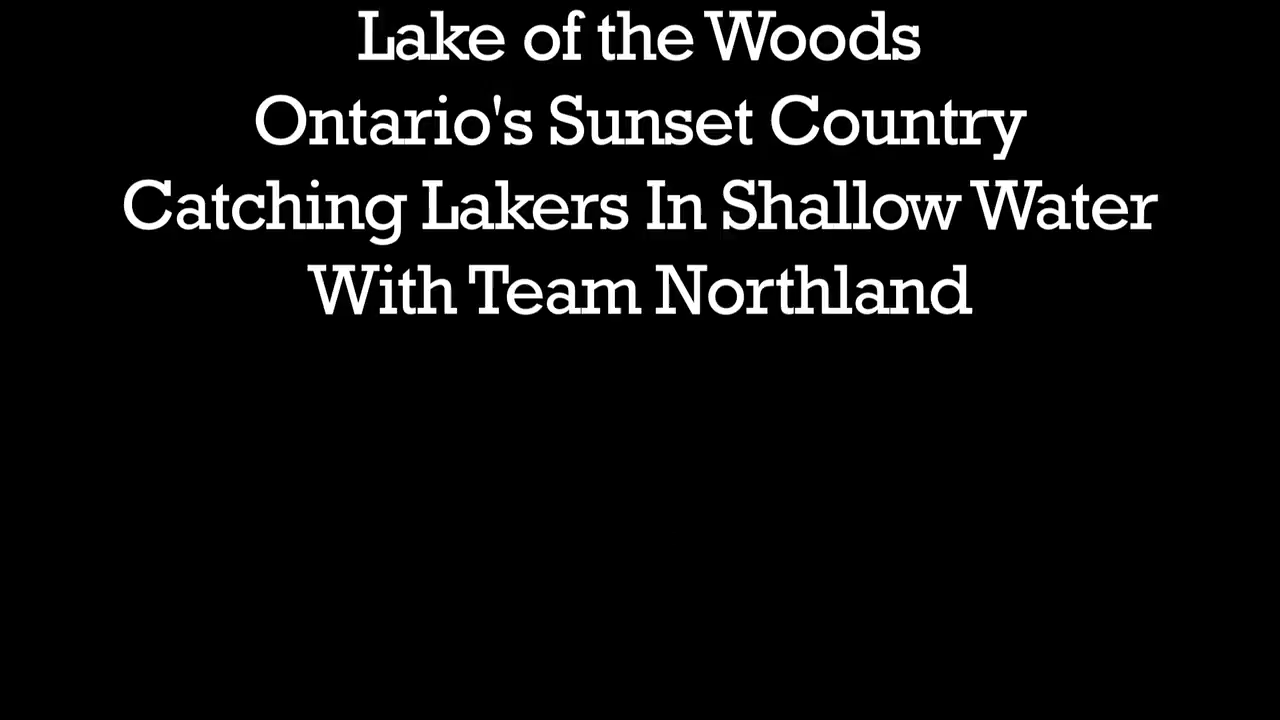 Lake of the Woods
Ontario's Sunset Country
Catching Lakers In Shallow Water
With Team Northland